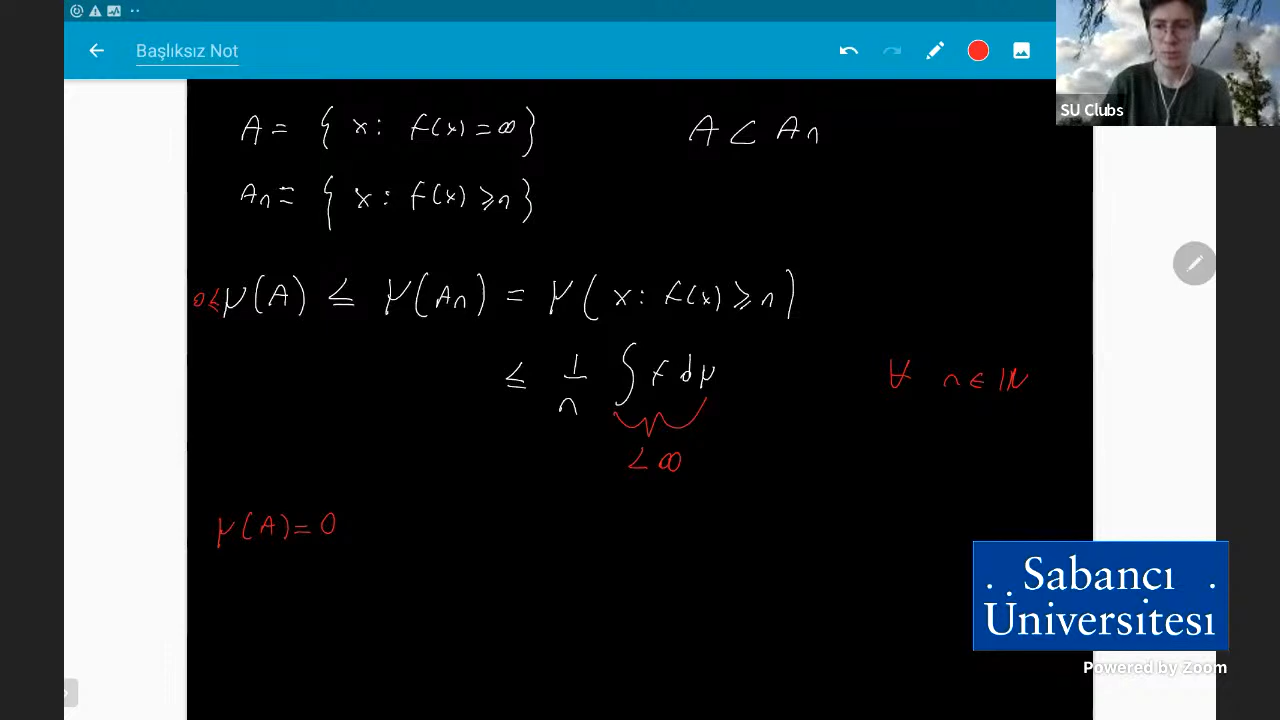 Başlıksız Not
SU Clubs
A = { x : f(x) = ∞ }     A ⊂ An
An = { x : f(x) ≥ n }
0 ≤ μ(A) ≤ μ(An) = μ( x : f(x) ≥ n )
≤ 1/n ∫ f dμ     ∀ n ∈ ℕ
< ∞
μ(A) = 0
Sabancı
Üniversitesi
Powered by Zoom